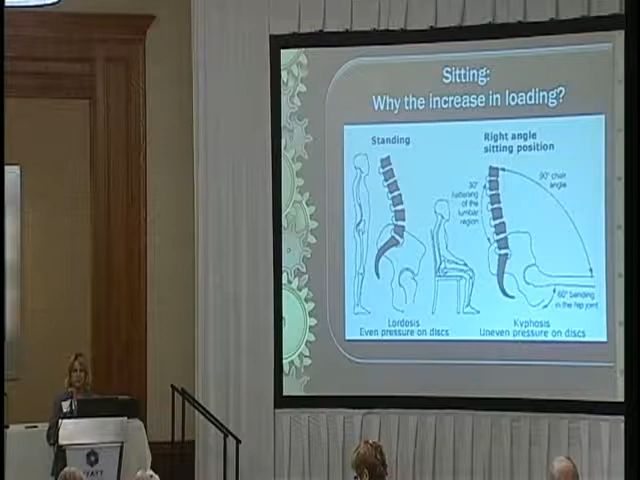 Sitting:
Why the increase in loading?
Standing
Right angle
sitting position
90° chair
angle
30°
flattening
of the
lumbar
region
60° bending
in the hip joint
Lordosis
Even pressure on discs
Kyphosis
Uneven pressure on discs
HYATT